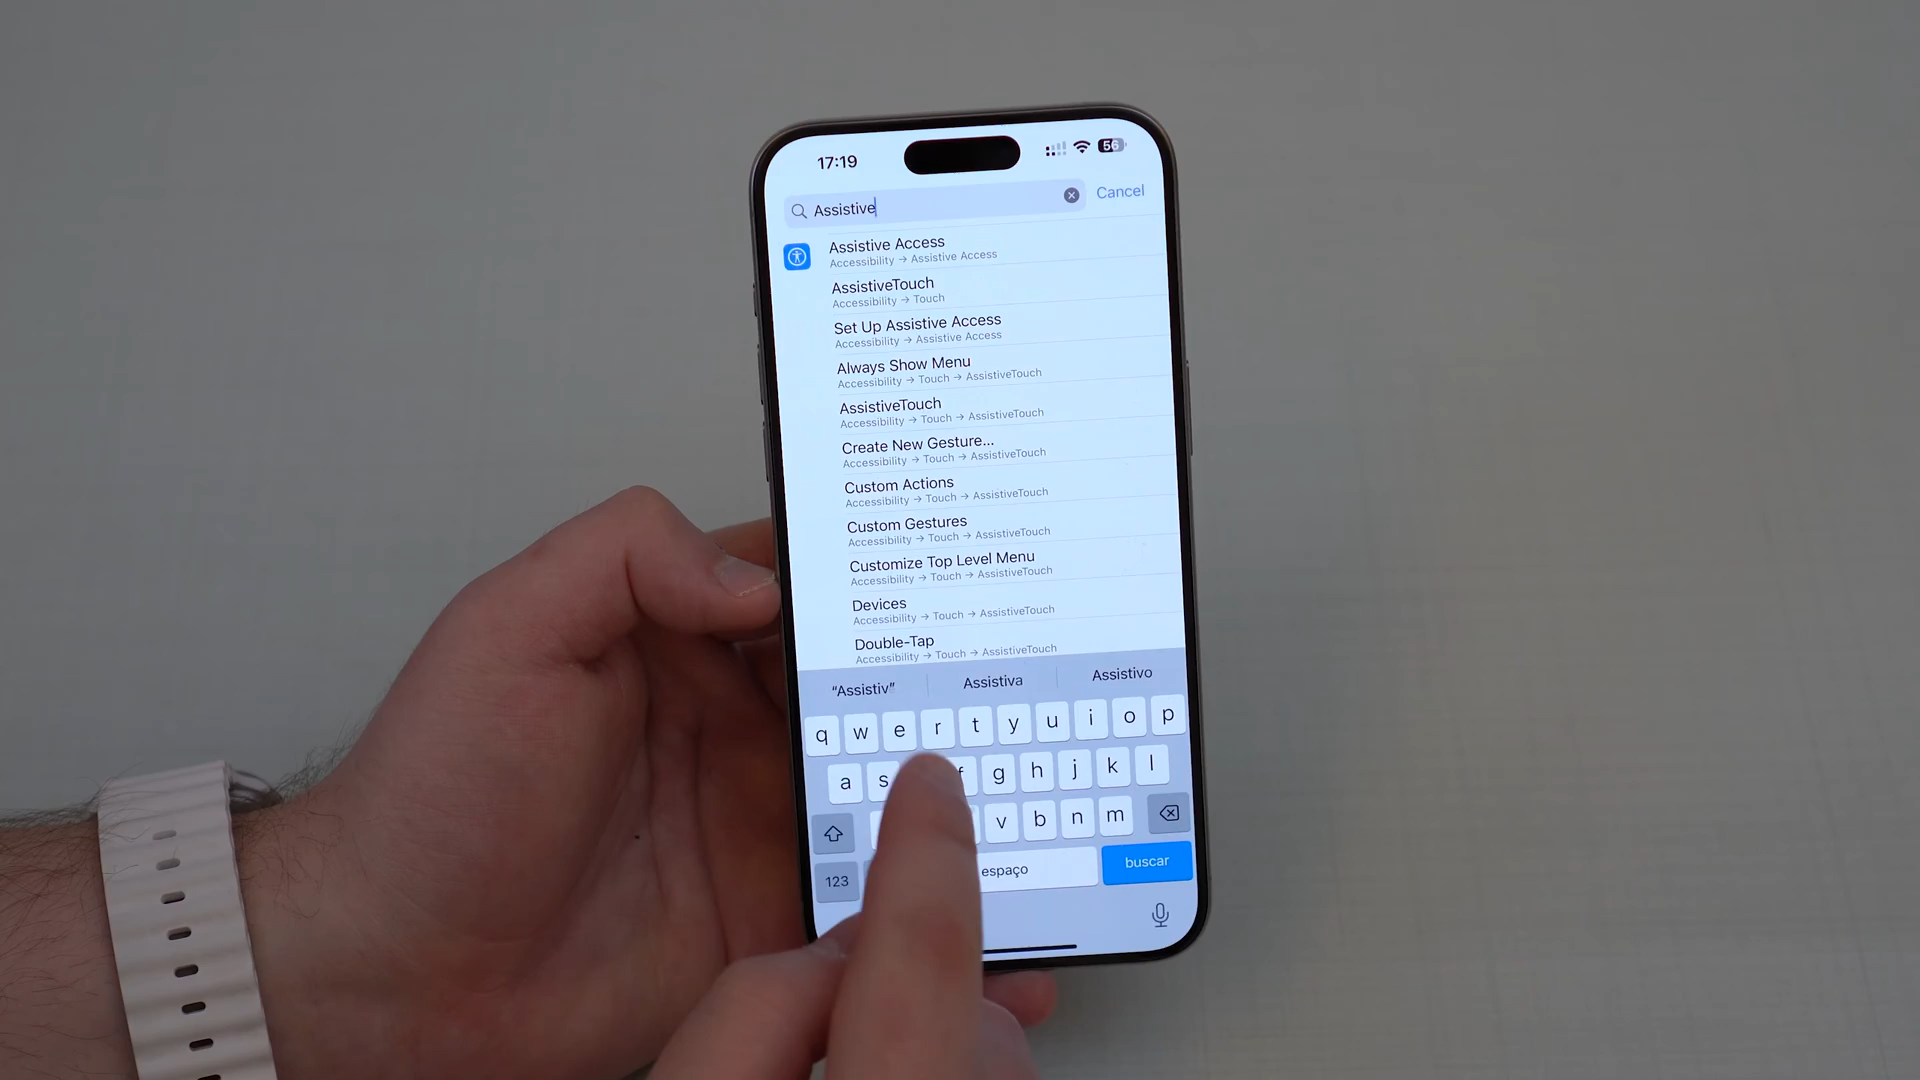 17:19
56
Assistive
Cancel
Assistive Access
Accessibility → Assistive Access
AssistiveTouch
Accessibility → Touch
Set Up Assistive Access
Accessibility → Assistive Access
Always Show Menu
Accessibility → Touch → AssistiveTouch
AssistiveTouch
Accessibility → Touch → AssistiveTouch
Create New Gesture...
Accessibility → Touch → AssistiveTouch
Custom Actions
Accessibility → Touch → AssistiveTouch
Custom Gestures
Accessibility → Touch → AssistiveTouch
Customize Top Level Menu
Accessibility → Touch → AssistiveTouch
Devices
Accessibility → Touch → AssistiveTouch
Double-Tap
Accessibility → Touch → AssistiveTouch
“Assistiv” Assistiva Assistivo
q w e r t y u i o p
a s f g h j k l
v b n m
123 espaço buscar